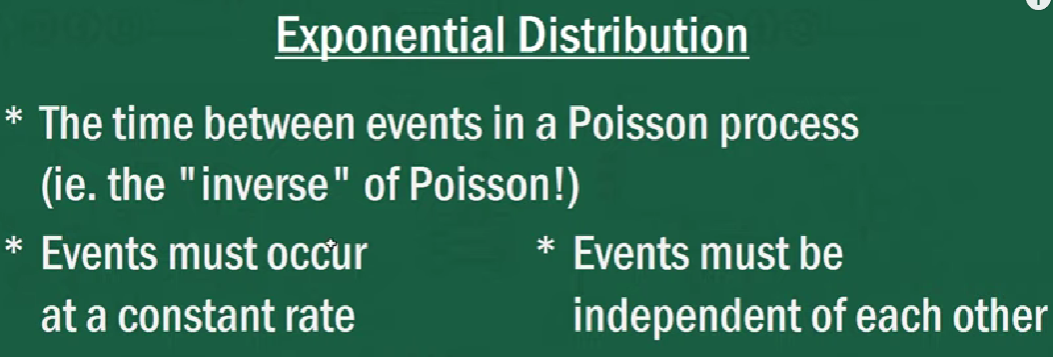 Exponential Distribution
* The time between events in a Poisson process
(ie. the "inverse" of Poisson!)
* Events must occur
at a constant rate
* Events must be
independent of each other